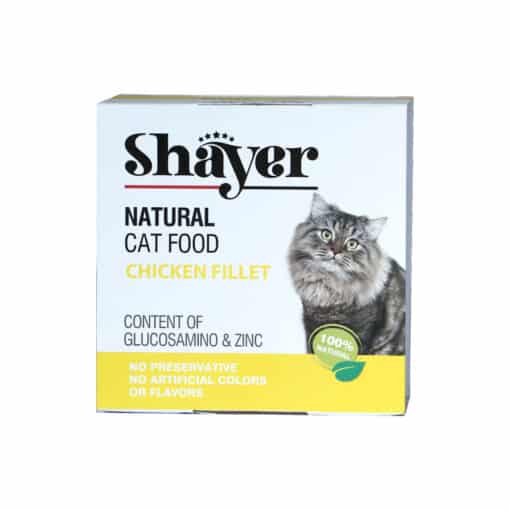 Shayer
NATURAL
CAT FOOD
CHICKEN FILLET
CONTENT OF
GLUCOSAMINO & ZINC
100%
NATURAL
NO PRESERVATIVE
NO ARTIFICIAL COLORS
OR FLAVORS